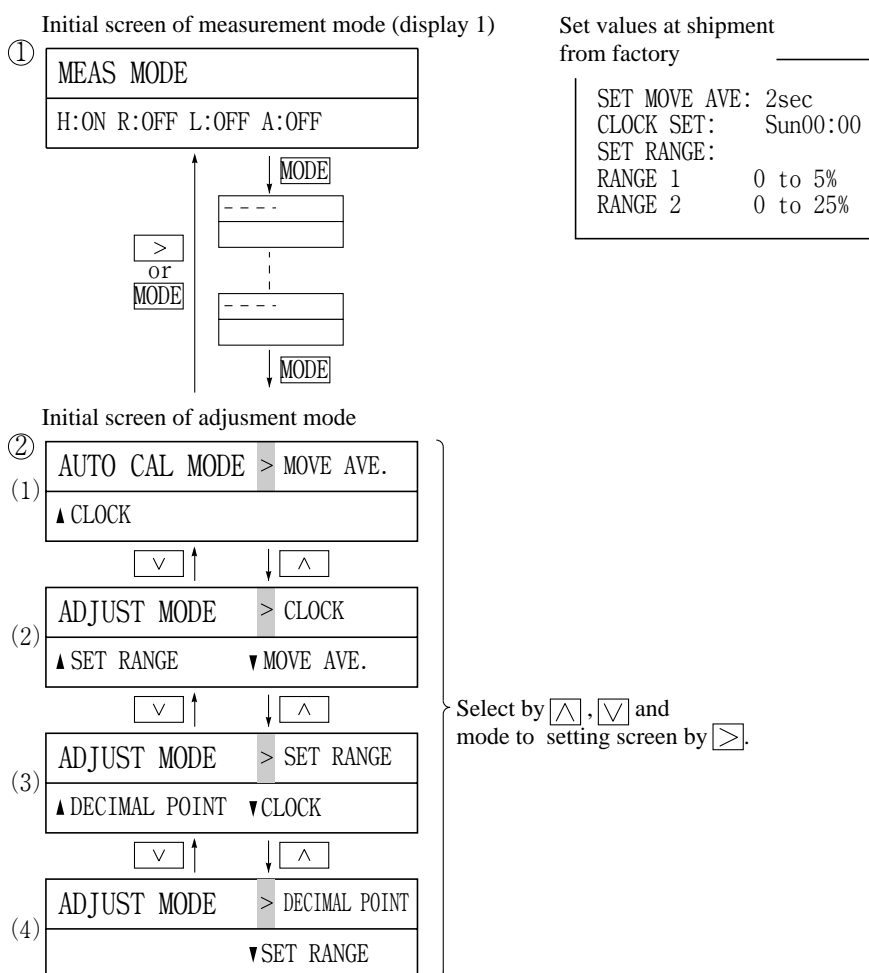 Initial screen of measurement mode (display 1)
①
MEAS MODE
H:ON R:OFF L:OFF A:OFF
MODE
- - - -
>
or
MODE
- - - -
MODE
Set values at shipment
from factory
SET MOVE AVE: 2sec
CLOCK SET: Sun00:00
SET RANGE:
RANGE 1 0 to 5%
RANGE 2 0 to 25%
Initial screen of adjusment mode
②
(1)
AUTO CAL MODE > MOVE AVE.
▲ CLOCK
∨ ∧
(2)
ADJUST MODE > CLOCK
▲ SET RANGE ▼ MOVE AVE.
∨ ∧
(3)
ADJUST MODE > SET RANGE
▲ DECIMAL POINT ▼ CLOCK
∨ ∧
(4)
ADJUST MODE > DECIMAL POINT
▼ SET RANGE
Select by ∧ , ∨ and
mode to setting screen by >.